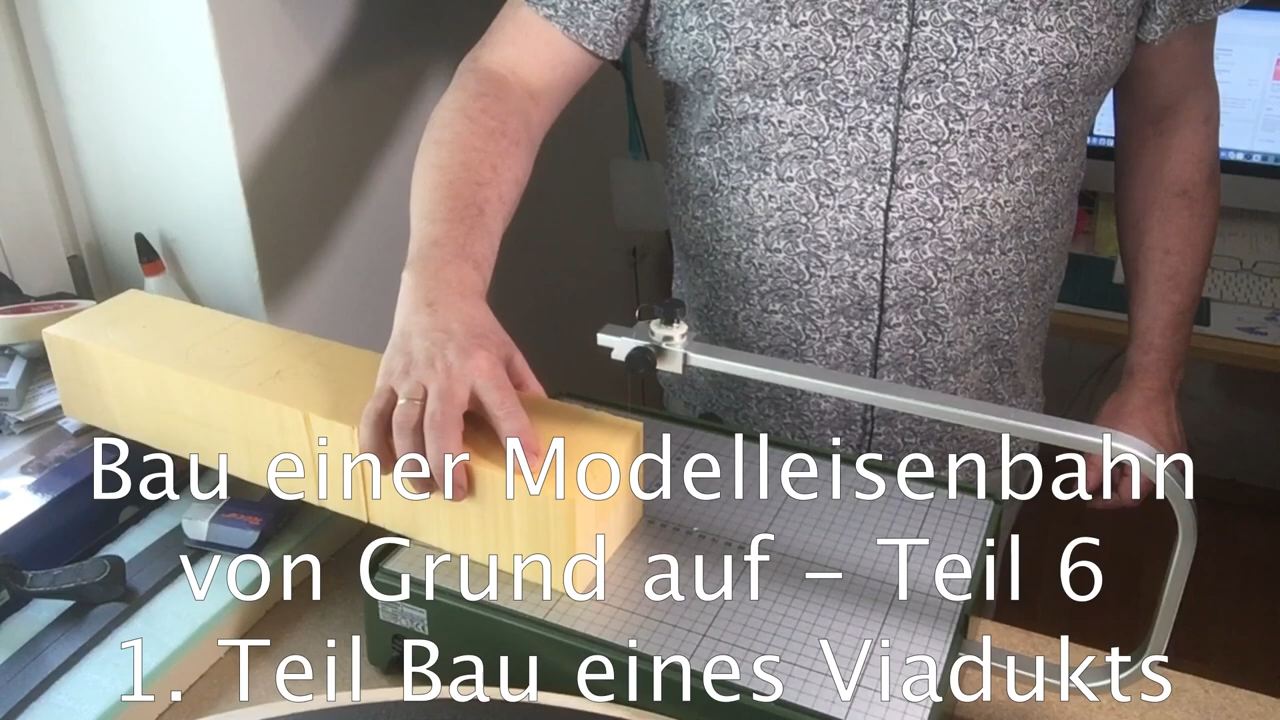 Bau einer Modelleisenbahn
von Grund auf – Teil 6
1. Teil Bau eines Viadukts